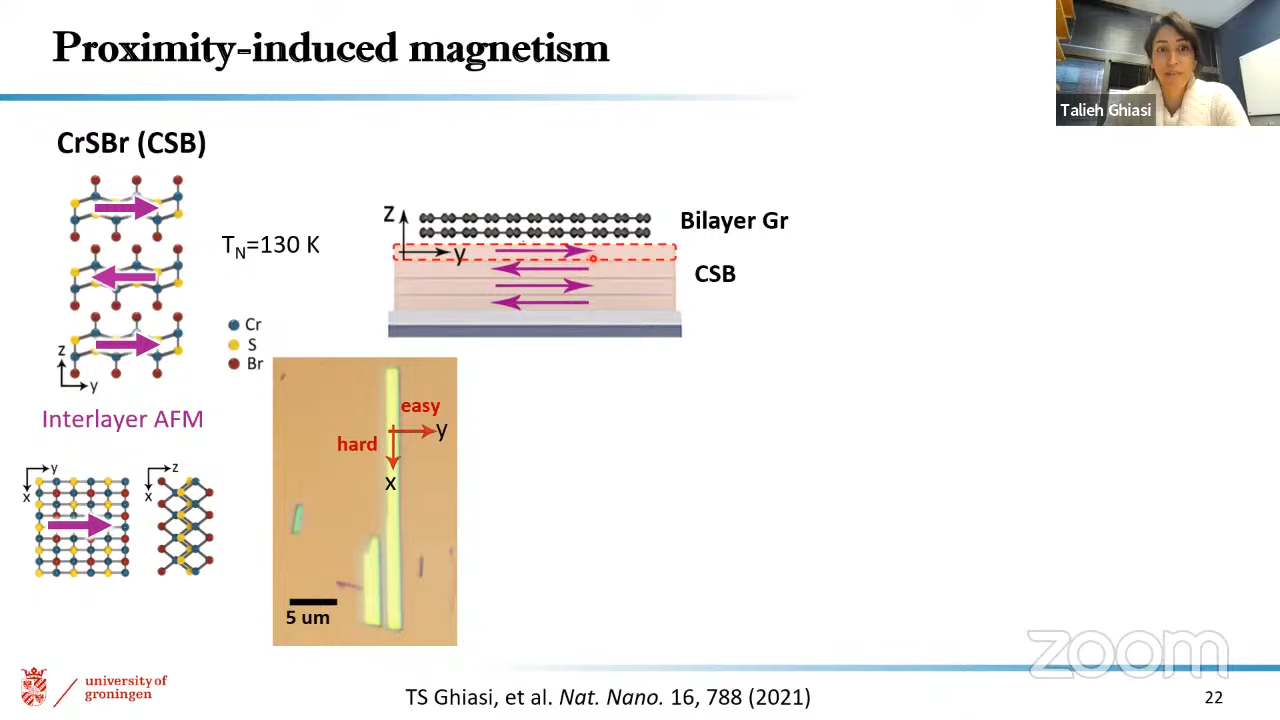 Proximity-induced magnetism
Talieh Ghiasi
CrSBr (CSB)
TN=130 K
Cr
S
Br
z
y
Interlayer AFM
y
x
z
x
z
y
Bilayer Gr
CSB
easy
y
hard
x
5 um
zoom
university of
groningen
TS Ghiasi, et al. Nat. Nano. 16, 788 (2021)
22